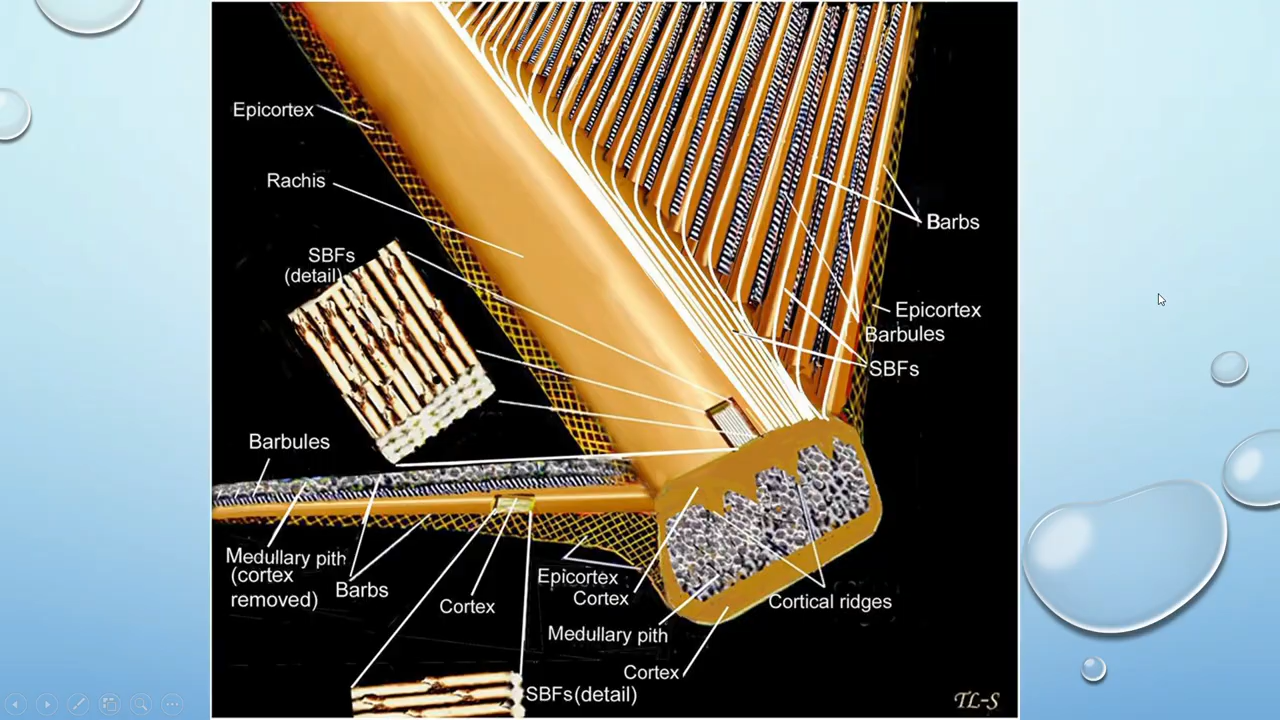 Epicortex
Rachis
SBFs
(detail)
Barbs
Epicortex
Barbules
SBFs
Barbules
Medullary pith
(cortex
removed)
Barbs
Cortex
Epicortex
Cortex
Cortical ridges
Medullary pith
Cortex
SBFs(detail)
TL-S